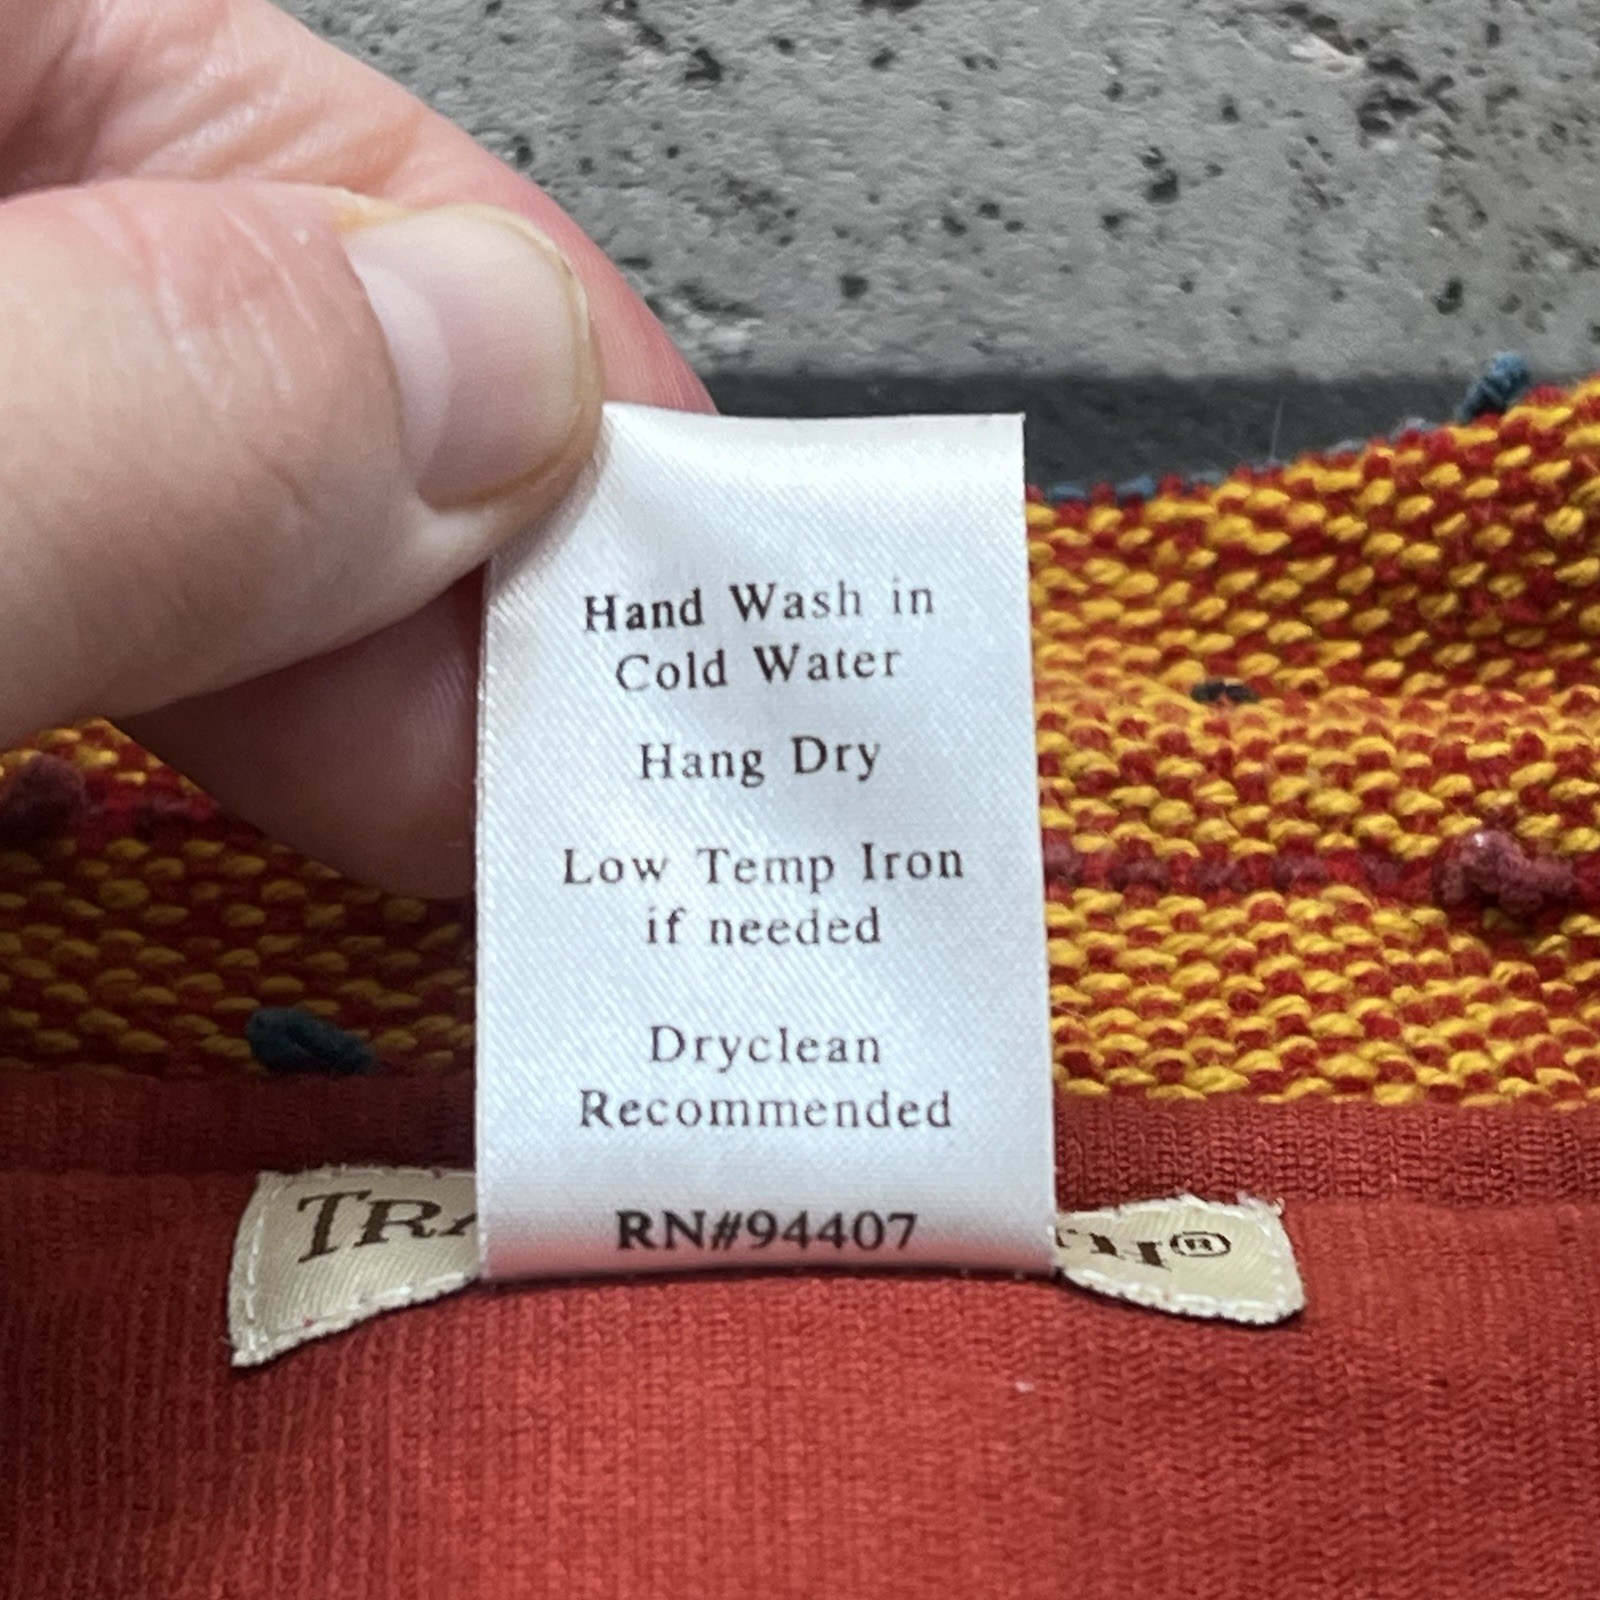 Hand Wash in
Cold Water
Hang Dry
Low Temp Iron
if needed
Dryclean
Recommended
RN#94407